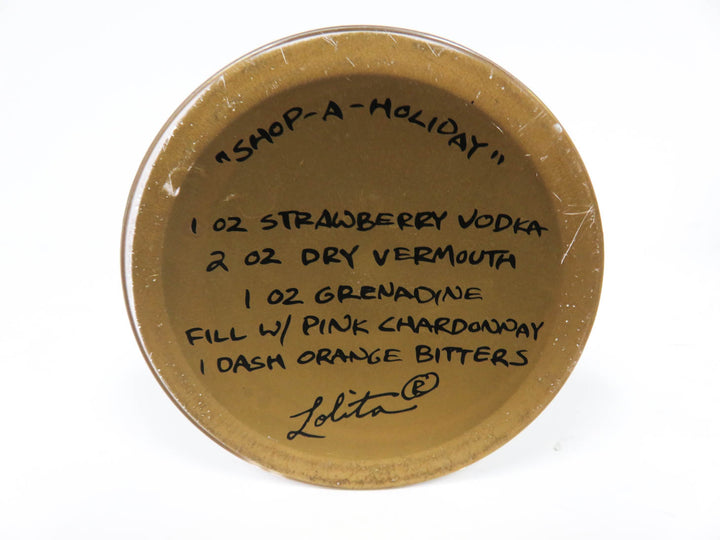 "SHOP-A-HOLIDAY"
1 OZ STRAWBERRY VODKA
2 OZ DRY VERMOUTH
1 OZ GRENADINE
FILL W/ PINK CHARDONNAY
1 DASH ORANGE BITTERS
Lolita®